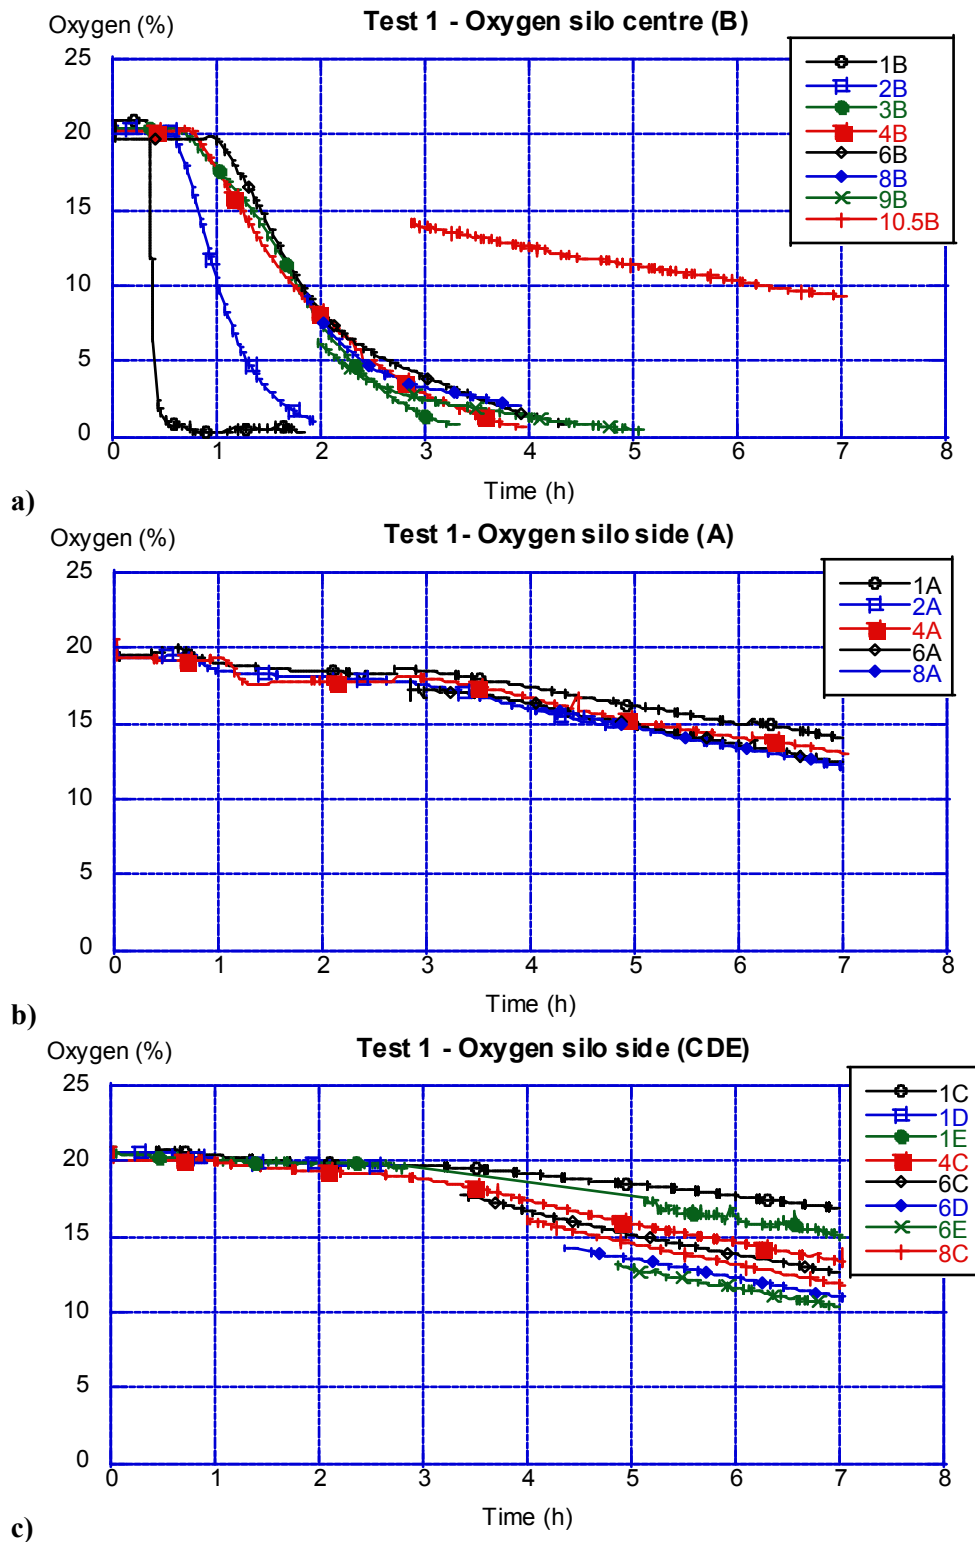 Test 1 - Oxygen silo centre (B)
Oxygen (%)
25
20
15
10
5
0
0 1 2 3 4 5 6 7 8
Time (h)
1B
2B
3B
4B
6B
8B
9B
10.5B
a)
Test 1- Oxygen silo side (A)
Oxygen (%)
25
20
15
10
5
0
0 1 2 3 4 5 6 7 8
Time (h)
1A
2A
4A
6A
8A
b)
Test 1 - Oxygen silo side (CDE)
Oxygen (%)
25
20
15
10
5
0
0 1 2 3 4 5 6 7 8
Time (h)
1C
1D
1E
4C
6C
6D
6E
8C
c)